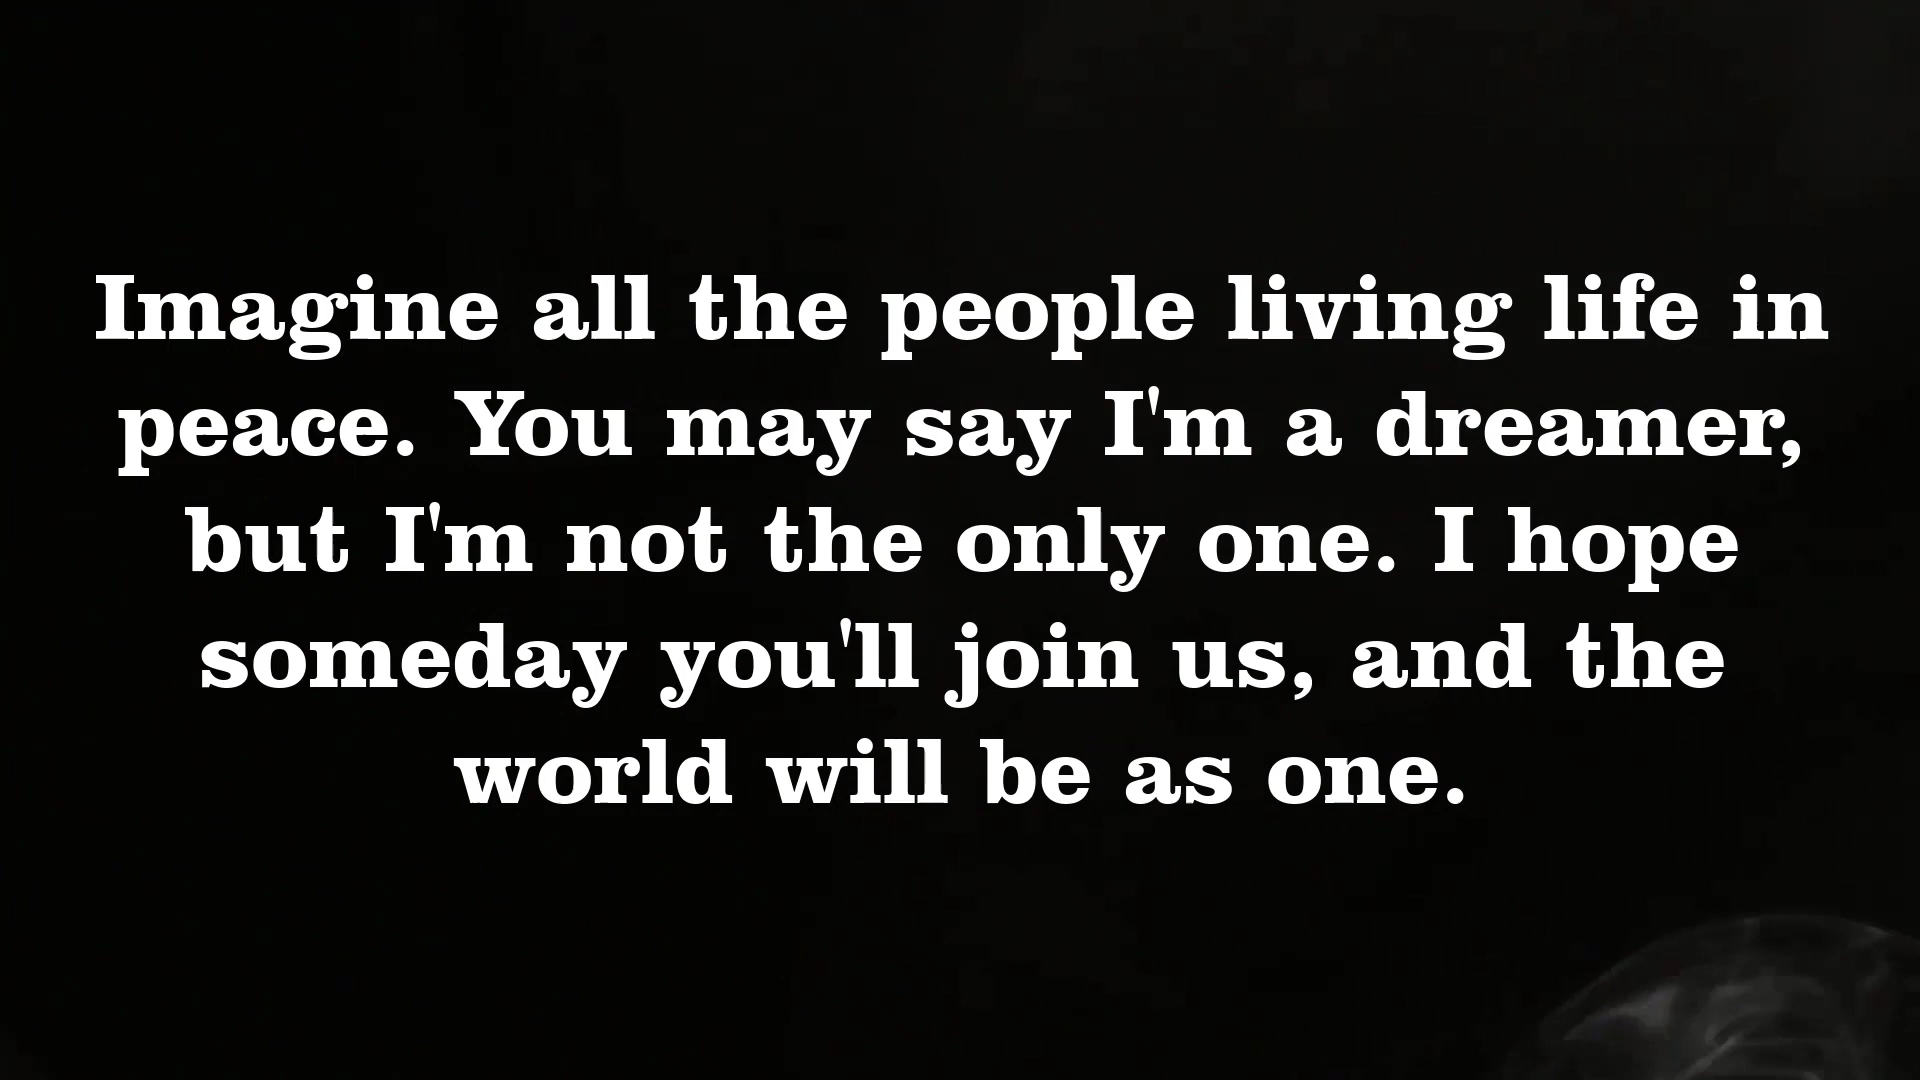 Imagine all the people living life in
peace. You may say I'm a dreamer,
but I'm not the only one. I hope
someday you'll join us, and the
world will be as one.